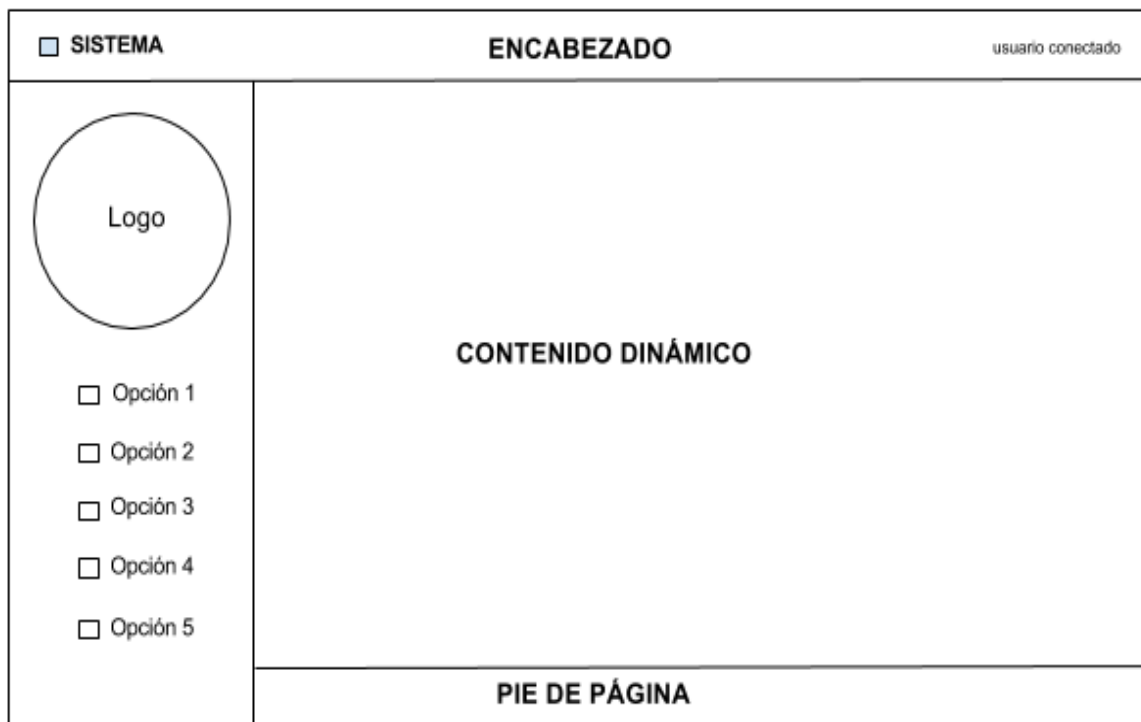 SISTEMA
ENCABEZADO
usuario conectado
Logo
Opción 1
Opción 2
Opción 3
Opción 4
Opción 5
CONTENIDO DINÁMICO
PIE DE PÁGINA